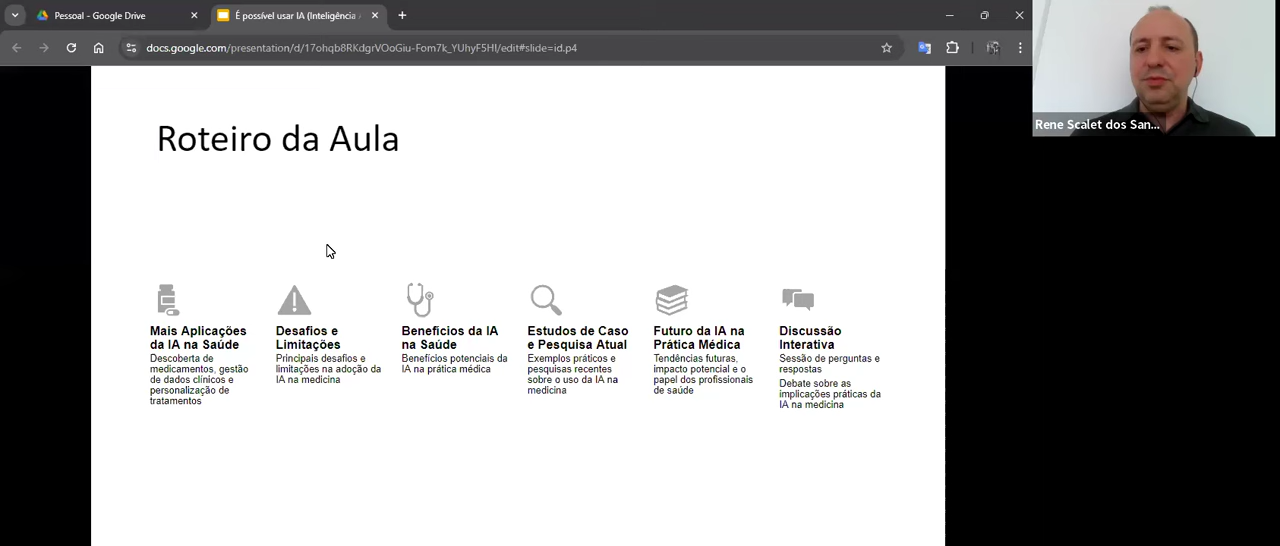 Pessoal - Google Drive
É possível usar IA (Inteligência
docs.google.com/presentation/d/17ohqb8RKdgrVOoGiu-Fom7k_YUhyF5HI/edit#slide=id.p4
Rene Scalet dos San...
Roteiro da Aula
Mais Aplicações
da IA na Saúde
Descoberta de
medicamentos, gestão
de dados clínicos e
personalização de
tratamentos
Desafios e
Limitações
Principais desafios e
limitações na adoção da
IA na medicina
Benefícios da IA
na Saúde
Benefícios potenciais da
IA na prática médica
Estudos de Caso
e Pesquisa Atual
Exemplos práticos e
pesquisas recentes
sobre o uso da IA na
medicina
Futuro da IA na
Prática Médica
Tendências futuras,
impacto potencial e o
papel dos profissionais
de saúde
Discussão
Interativa
Sessão de perguntas e
respostas
Debate sobre as
implicações práticas da
IA na medicina